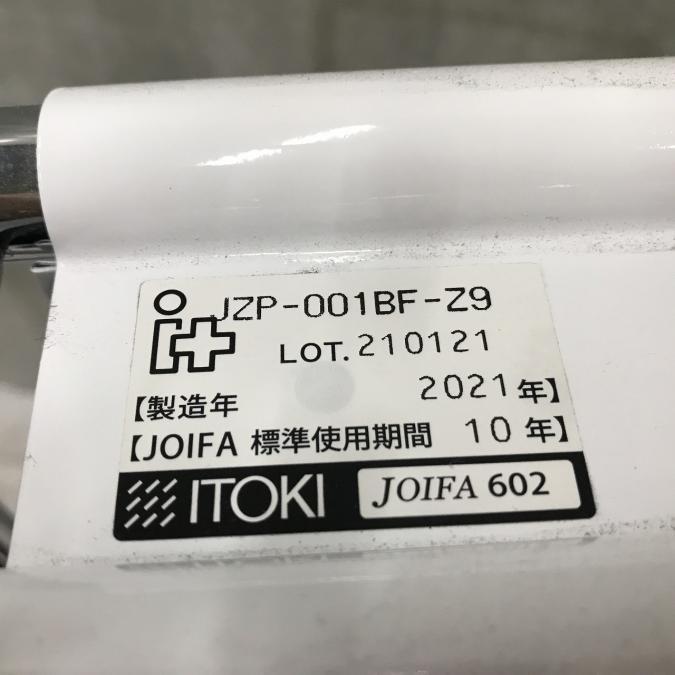 JZP-001BF-Z9
LOT. 210121
【製造年 2021年】
【JOIFA 標準使用期間 10年】
ITOKI JOIFA 602